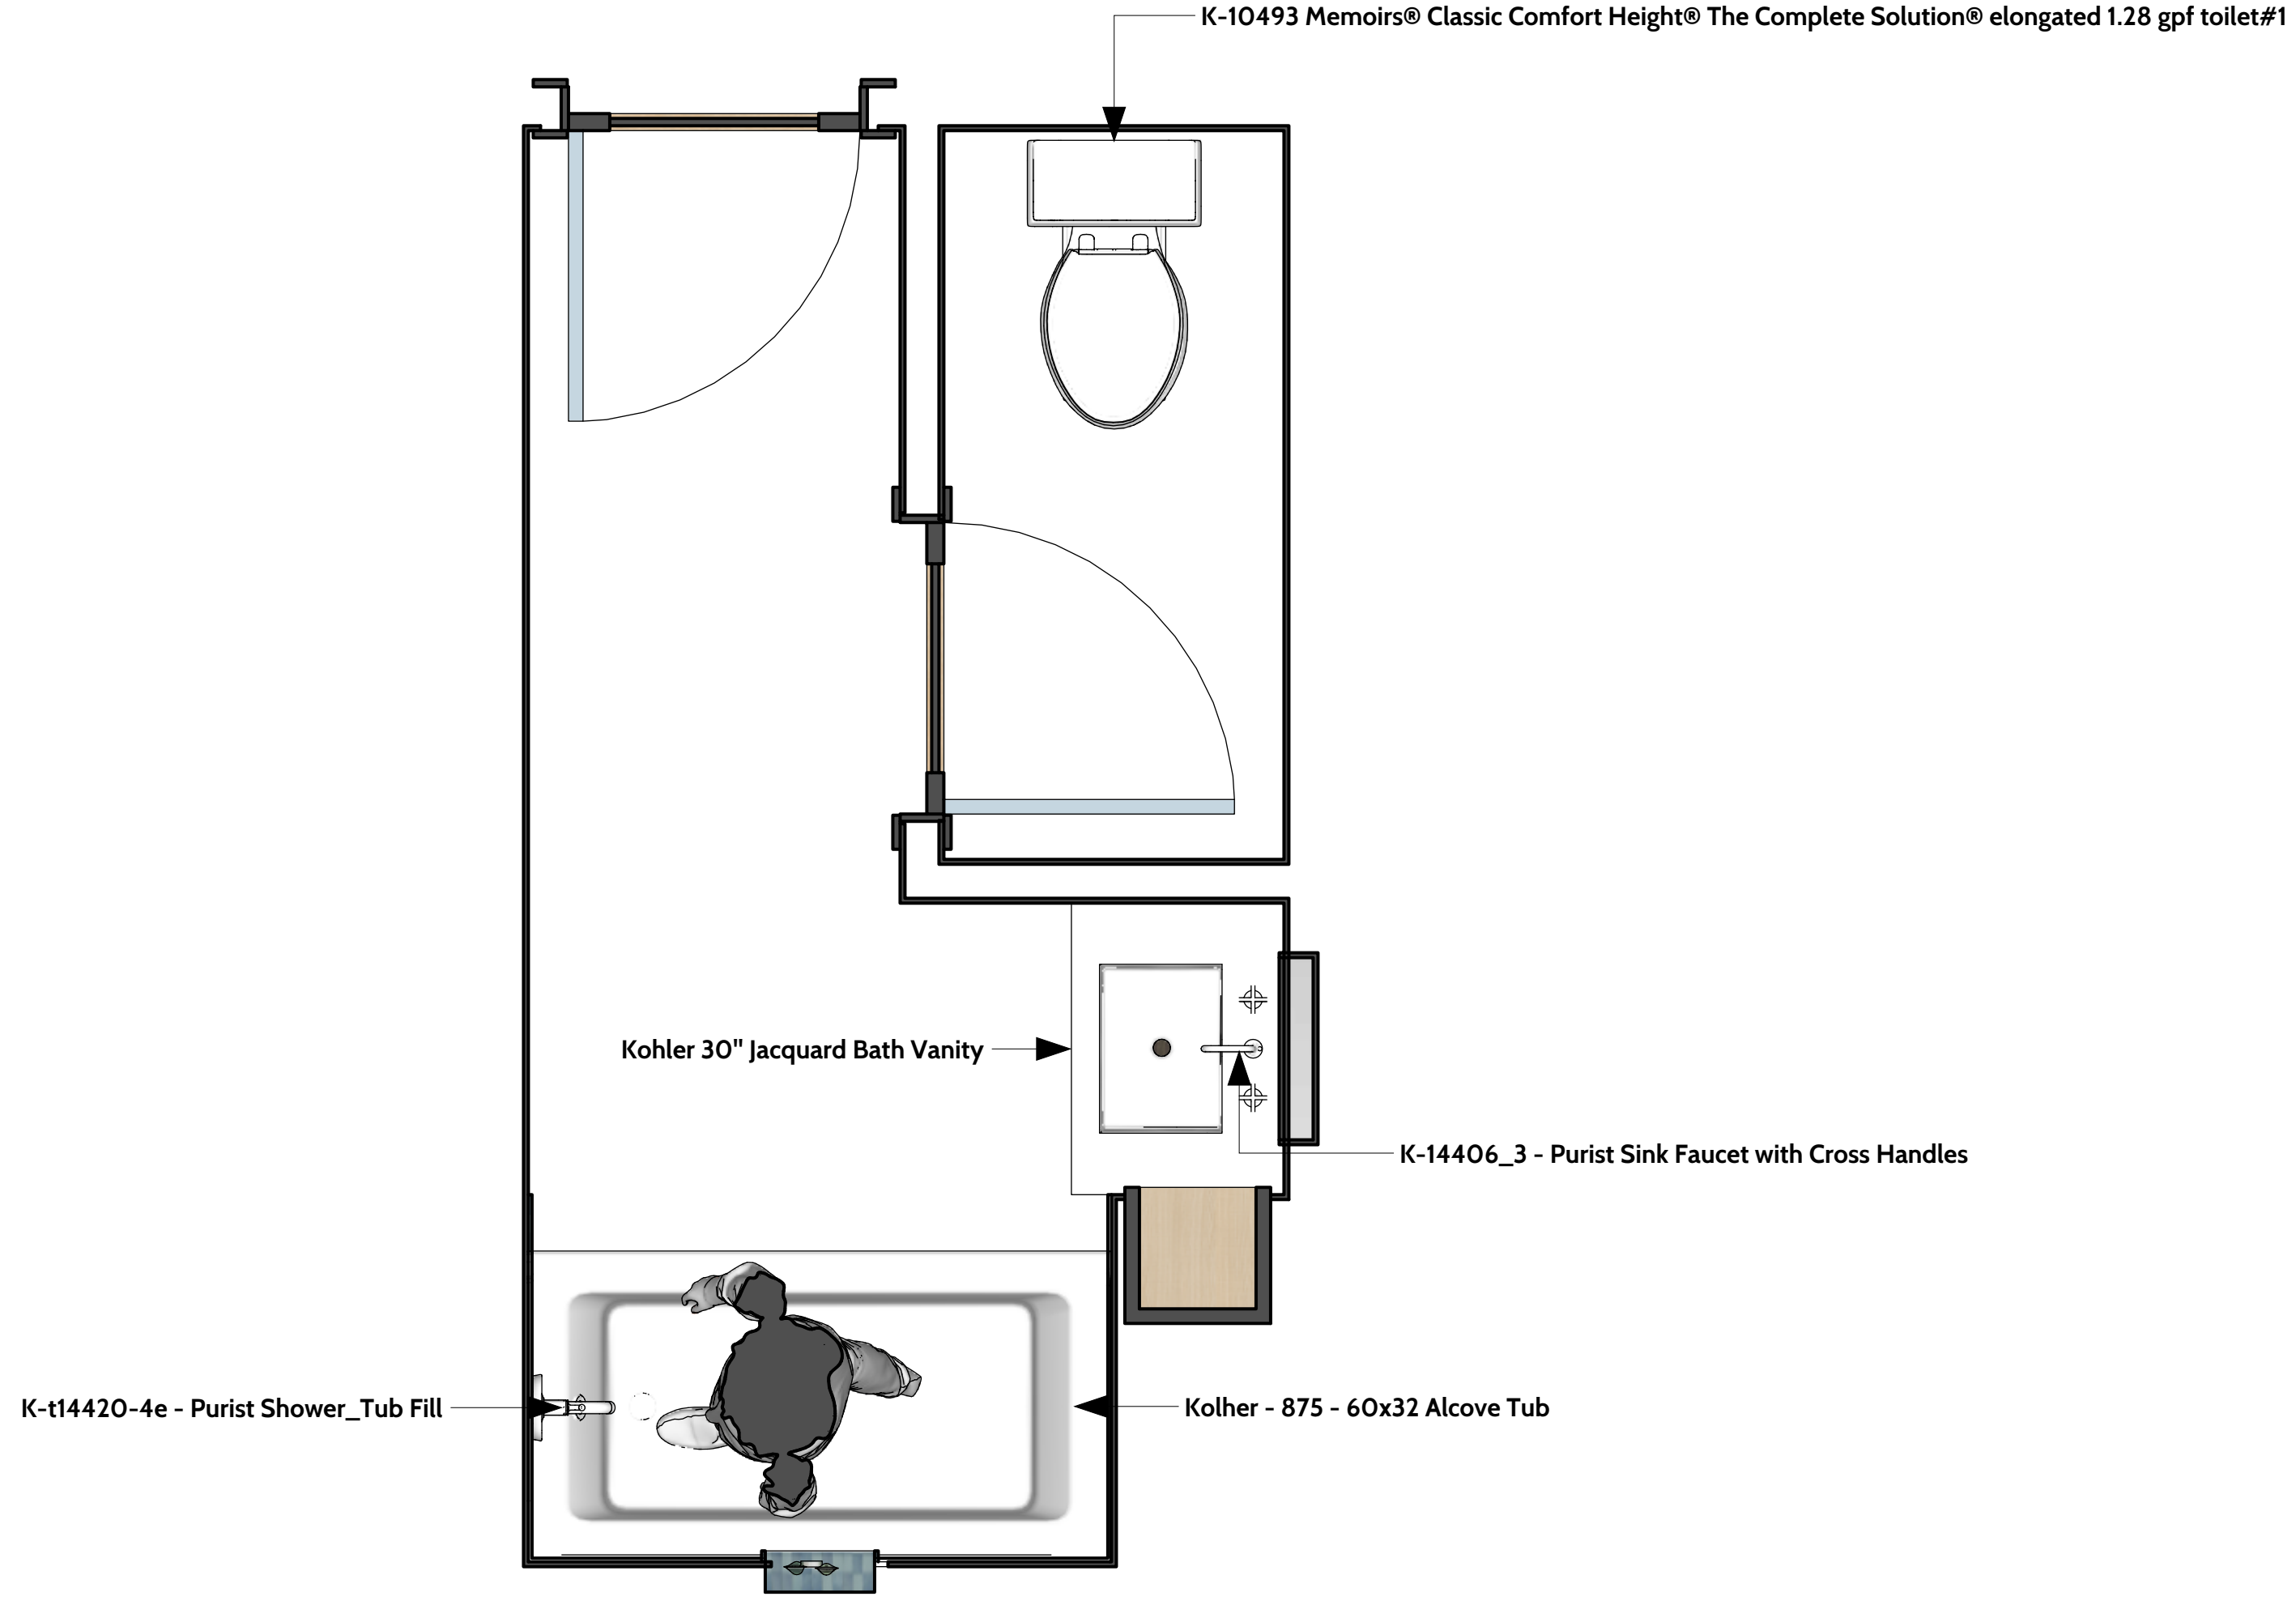 K-10493 Memoirs® Classic Comfort Height® The Complete Solution® elongated 1.28 gpf toilet#1
Kohler 30" Jacquard Bath Vanity
K-14406_3 - Purist Sink Faucet with Cross Handles
K-t14420-4e - Purist Shower_Tub Fill
Kolher - 875 - 60x32 Alcove Tub